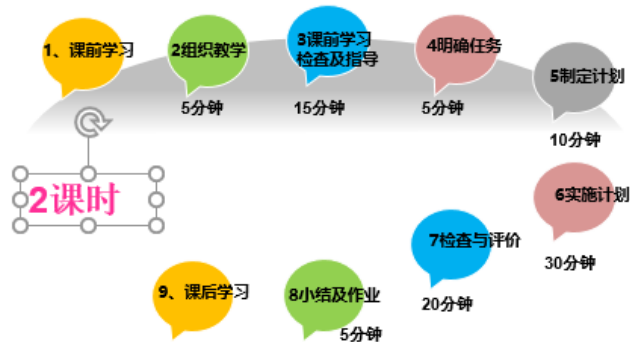 1、课前学习
2组织教学
5分钟
3课前学习
检查及指导
15分钟
4明确任务
5分钟
5制定计划
10分钟
2课时
6实施计划
30分钟
7检查与评价
20分钟
8小结及作业
5分钟
9、课后学习